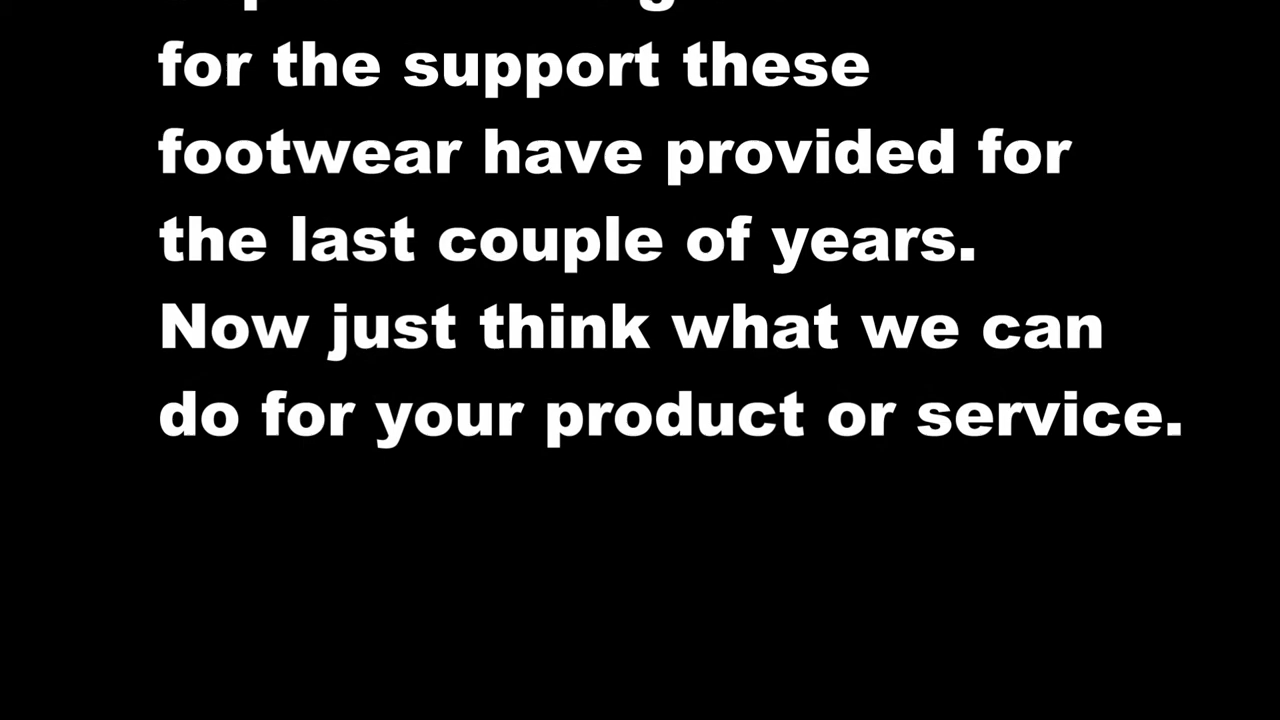 for the support these
footwear have provided for
the last couple of years.
Now just think what we can
do for your product or service.